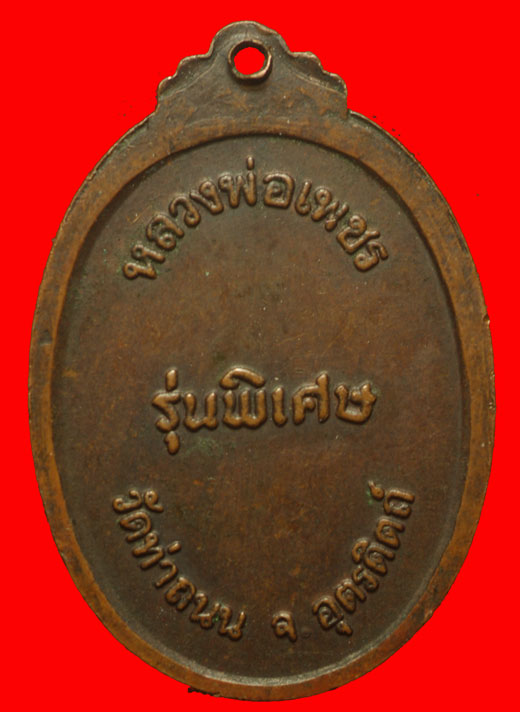 หลวงพ่อเพชร
รุ่นพิเศษ
วัดท่าถนน จ อุตรดิตถ์